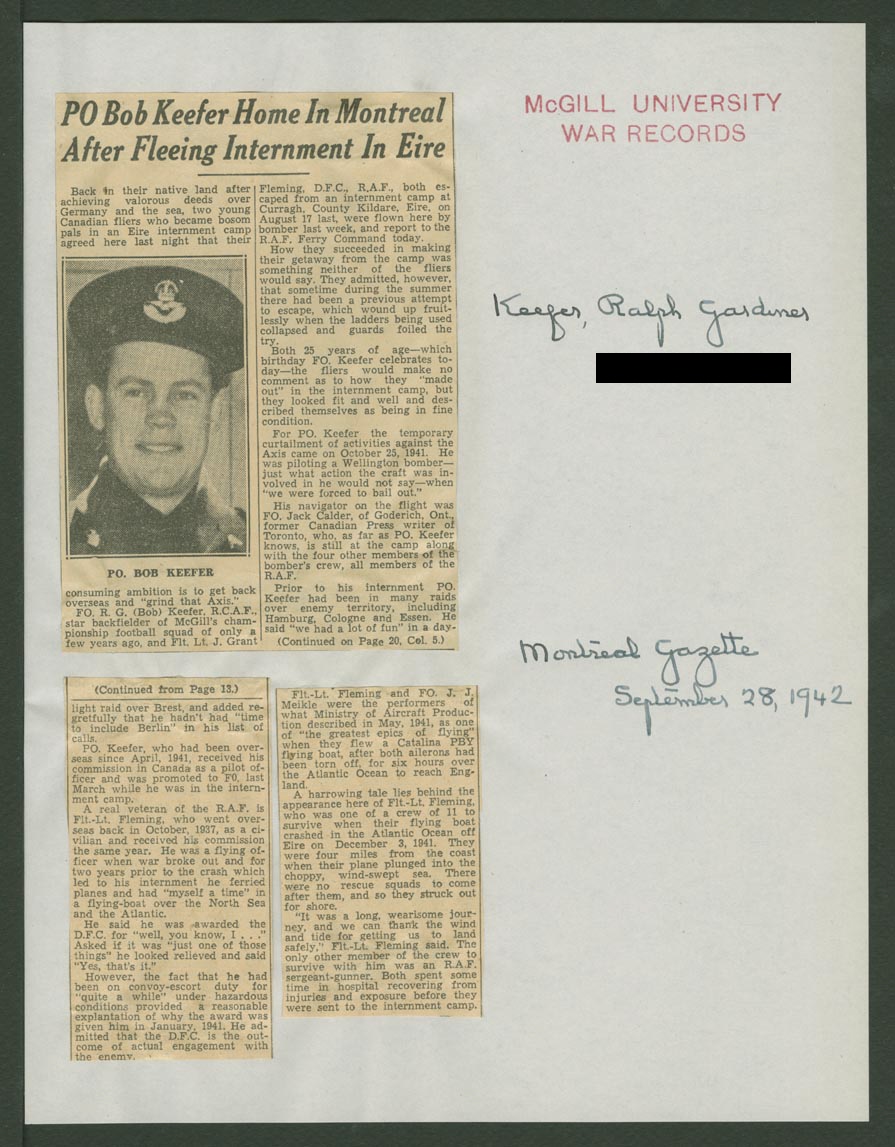 PO Bob Keefer Home In Montreal
After Fleeing Internment In Eire
Back in their native land after
achieving valorous deeds over
Germany and the sea, two young
Canadian fliers who became bosom
pals in an Eire internment camp
agreed here last night that their
PO. BOB KEEFER
consuming ambition is to get back
overseas and "grind that Axis."
FO. R. G. (Bob) Keefer, R.C.A.F.,
star backfielder of McGill's cham-
pionship football squad of only a
few years ago, and Flt. Lt. J. Grant
Fleming, D.F.C., R.A.F., both es-
caped from an internment camp at
Curragh, County Kildare, Eire, on
August 17 last, were flown here by
bomber last week, and report to the
R.A.F. Ferry Command today.
How they succeeded in making
their getaway from the camp was
something neither of the fliers
would say. They admitted, however,
that sometime during the summer
there had been a previous attempt
to escape, which wound up fruit-
lessly when the ladders being used
collapsed and guards foiled the
try.
Both 25 years of age—which
birthday FO. Keefer celebrates to-
day—the fliers would make no
comment as to how they "made
out" in the internment camp, but
they looked fit and well and des-
cribed themselves as being in fine
condition.
For PO. Keefer the temporary
curtailment of activities against the
Axis came on October 23, 1941. He
was piloting a Wellington bomber—
just what action the craft was in-
volved in he would not say—when
"we were forced to bail out."
His navigator on the flight was
FO. Jack Calder, of Goderich, Ont.,
former Canadian Press writer of
Toronto, who, as far as PO. Keefer
knows, is still at the camp along
with the four other members of the
bomber's crew, all members of the
R.A.F.
Prior to his internment PO.
Keefer had been in many raids
over enemy territory, including
Hamburg, Cologne and Essen. He
said "we had a lot of fun" in a day-
(Continued on Page 20, Col. 5.)
(Continued from Page 13.)
light raid over Brest, and added re-
gretfully that he hadn't had "time
to include Berlin" in his list of
calls.
PO. Keefer, who had been over-
seas since April, 1941, received his
commission in Canada as a pilot of-
ficer and was promoted to F0, last
March while he was in the intern-
ment camp.
A real veteran of the R.A.F. is
Flt.-Lt. Fleming, who went over-
seas back in October, 1937, as a ci-
vilian and received his commission
the same year. He was a flying of-
ficer when war broke out and for
two years prior to the crash which
led to his internment he ferried
planes and had "myself a time" in
a flying-boat over the North Sea
and the Atlantic.
He said he was awarded the
D.F.C. for "well, you know, I . . ."
Asked if it was "just one of those
things" he looked relieved and said
"Yes, that's it."
However, the fact that he had
been on convoy-escort duty for
"quite a while" under hazardous
conditions provided a reasonable
explantation of why the award was
given him in January, 1941. He ad-
mitted that the D.F.C. is the out-
come of actual engagement with
the enemy.
Flt.-Lt. Fleming and FO. J. J.
Meikle were the performers of
what Ministry of Aircraft Produc-
tion described in May, 1941, as one
of "the greatest epics of flying"
when they flew a Catalina PBY
flying boat, after both ailerons had
been torn off, for six hours over
the Atlantic Ocean to reach Eng-
land.
A harrowing tale lies behind the
appearance here of Flt.-Lt. Fleming,
who was one of a crew of 11 to
survive when their flying boat
crashed in the Atlantic Ocean off
Eire on December 3, 1941. They
were four miles from the coast
when their plane plunged into the
choppy, wind-swept sea. There
were no rescue squads to come
after them, and so they struck out
for shore.
"It was a long, wearisome jour-
ney, and we can thank the wind
and tide for getting us to land
safely," Flt.-Lt. Fleming said. The
only other member of the crew to
survive with him was an R.A.F.
sergeant-gunner. Both spent some
time in hospital recovering from
injuries and exposure before they
were sent to the internment camp.
McGILL UNIVERSITY
WAR RECORDS
Keefer, Ralph Gardiner
Montreal Gazette
September 28, 1942